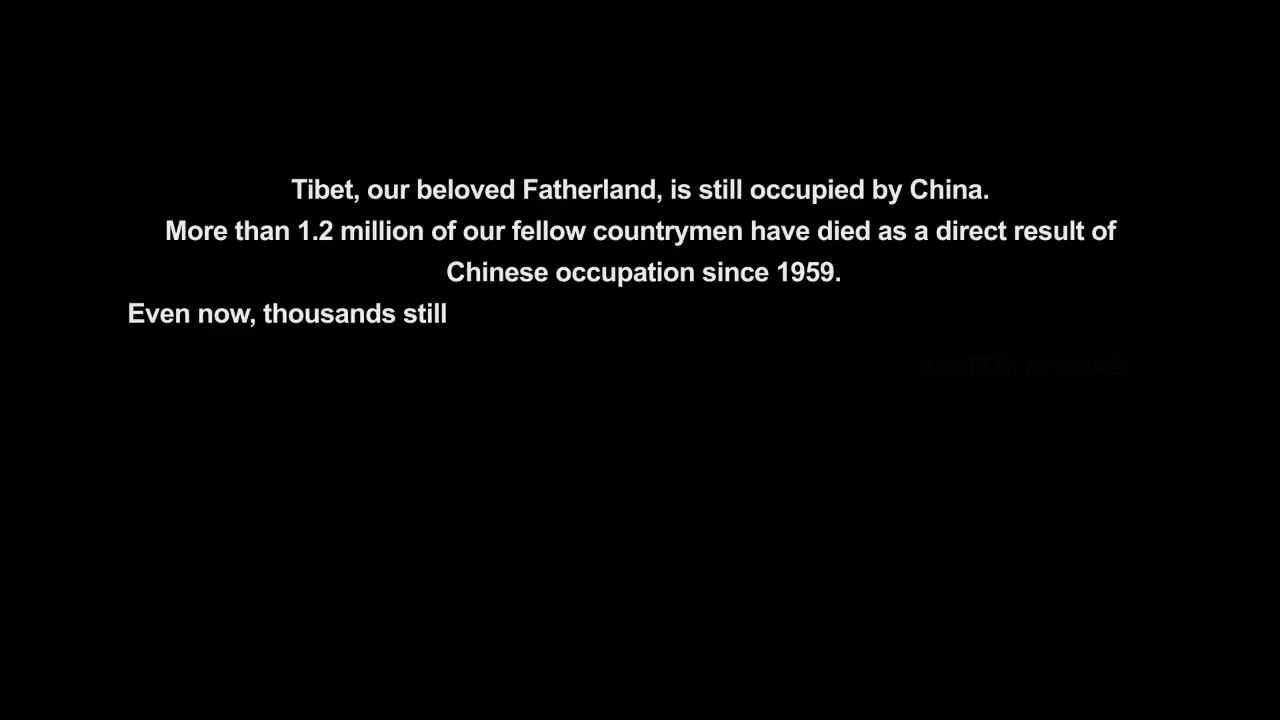 Tibet, our beloved Fatherland, is still occupied by China.
More than 1.2 million of our fellow countrymen have died as a direct result of
Chinese occupation since 1959.
Even now, thousands still